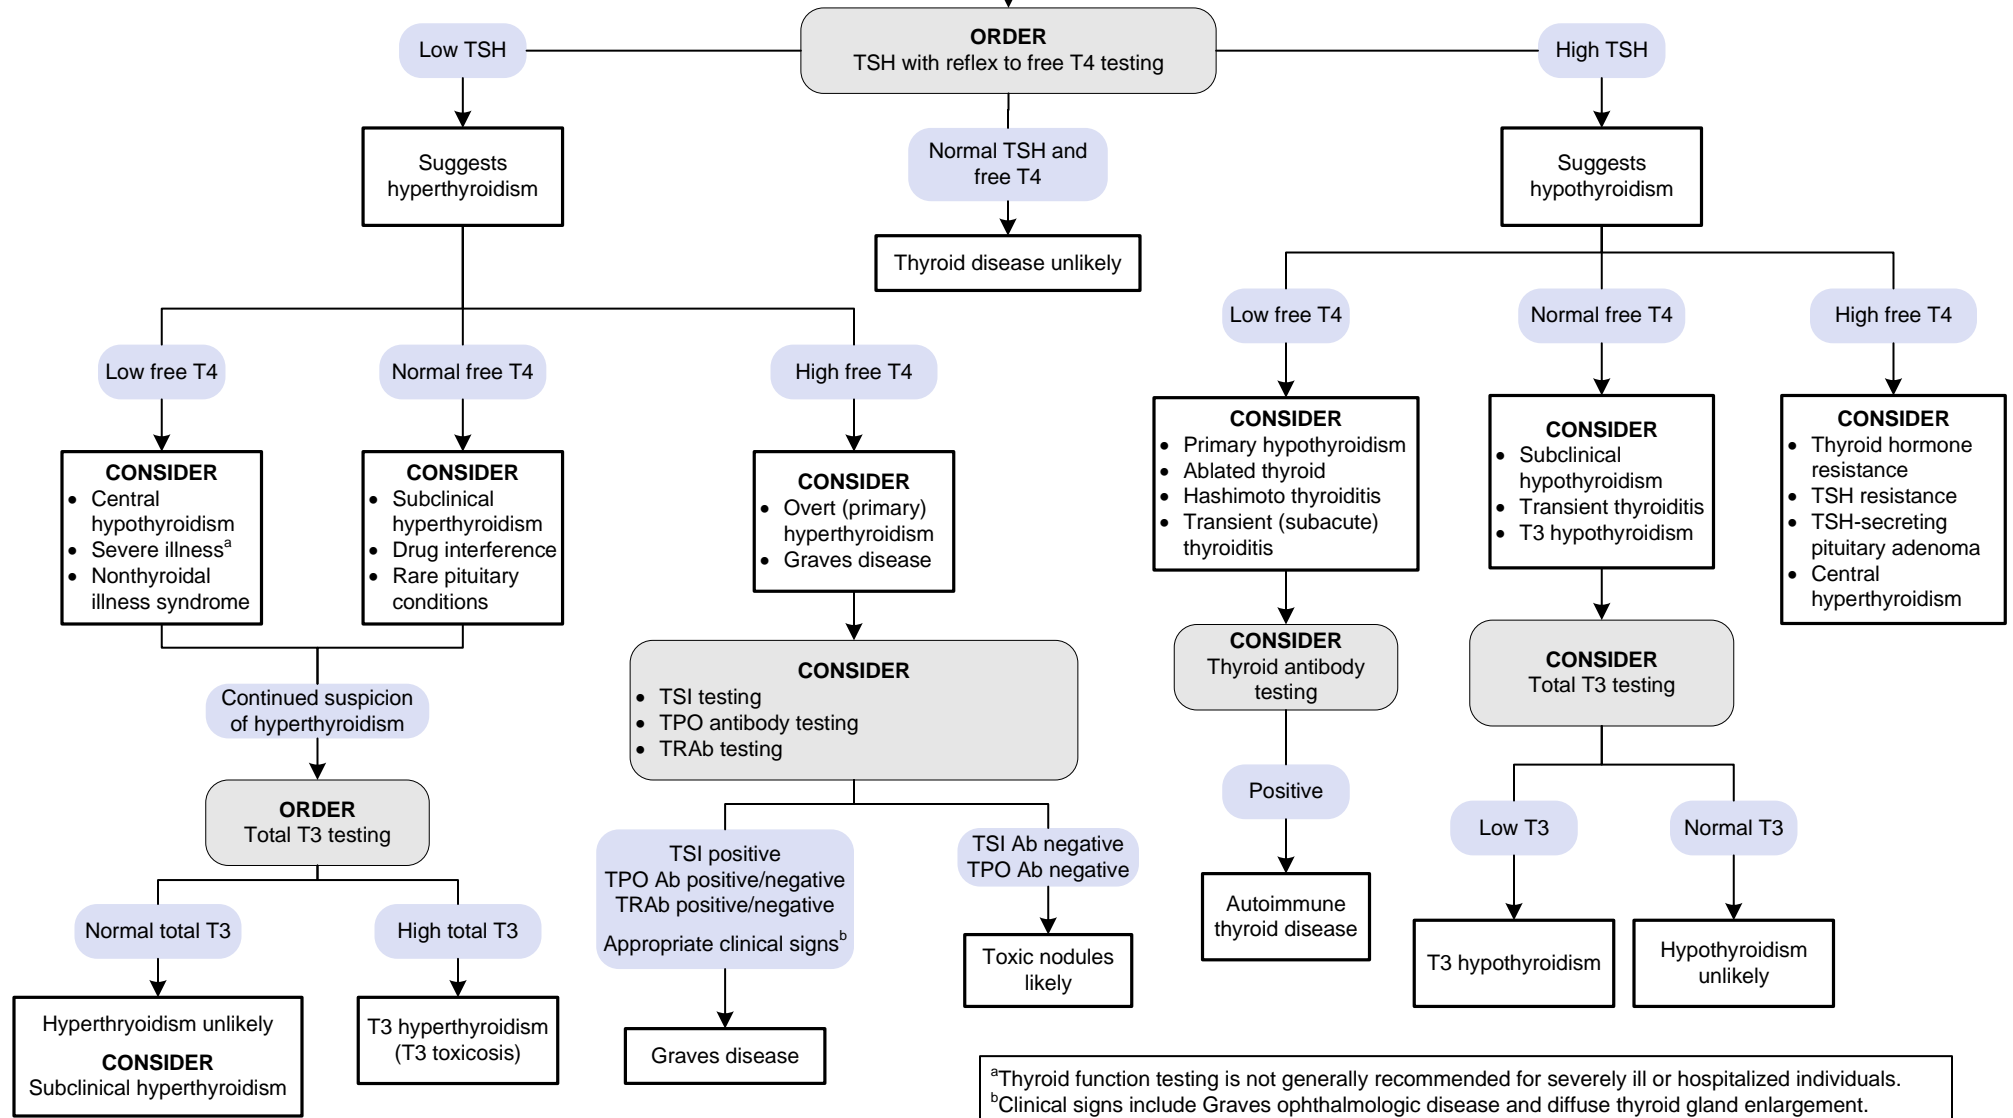 ORDER
TSH with reflex to free T4 testing
Low TSH
High TSH
Suggests
hyperthyroidism
Normal TSH and
free T4
Thyroid disease unlikely
Suggests
hypothyroidism
Low free T4
Normal free T4
High free T4
CONSIDER
• Central
hypothyroidism
• Severe illnessᵃ
• Nonthyroidal
illness syndrome
CONSIDER
• Subclinical
hyperthyroidism
• Drug interference
• Rare pituitary
conditions
CONSIDER
• Overt (primary)
hyperthyroidism
• Graves disease
Continued suspicion
of hyperthyroidism
ORDER
Total T3 testing
Normal total T3
High total T3
Hyperthryoidism unlikely
CONSIDER
Subclinical hyperthyroidism
T3 hyperthyroidism
(T3 toxicosis)
CONSIDER
• TSI testing
• TPO antibody testing
• TRAb testing
TSI positive
TPO Ab positive/negative
TRAb positive/negative
Appropriate clinical signsᵇ
TSI Ab negative
TPO Ab negative
Graves disease
Toxic nodules
likely
Low free T4
Normal free T4
High free T4
CONSIDER
• Primary hypothyroidism
• Ablated thyroid
• Hashimoto thyroiditis
• Transient (subacute)
thyroiditis
CONSIDER
• Subclinical
hypothyroidism
• Transient thyroiditis
• T3 hypothyroidism
CONSIDER
• Thyroid hormone
resistance
• TSH resistance
• TSH-secreting
pituitary adenoma
• Central
hyperthyroidism
CONSIDER
Thyroid antibody
testing
Positive
Autoimmune
thyroid disease
CONSIDER
Total T3 testing
Low T3
Normal T3
T3 hypothyroidism
Hypothyroidism
unlikely
ᵃThyroid function testing is not generally recommended for severely ill or hospitalized individuals.
ᵇClinical signs include Graves ophthalmologic disease and diffuse thyroid gland enlargement.